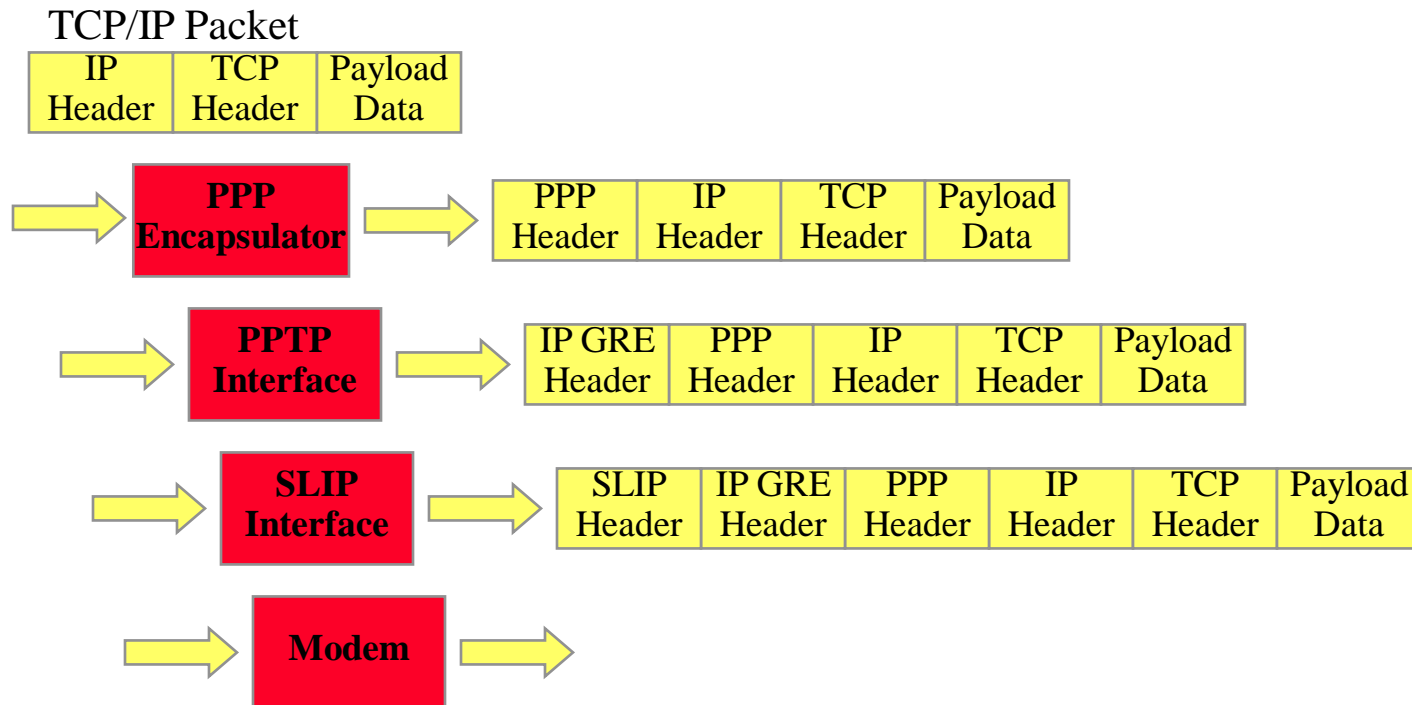 TCP/IP Packet
IP TCP Payload
Header Header Data
PPP
Encapsulator
PPP IP TCP Payload
Header Header Header Data
PPTP
Interface
IP GRE PPP IP TCP Payload
Header Header Header Header Data
SLIP
Interface
SLIP IP GRE PPP IP TCP Payload
Header Header Header Header Header Data
Modem